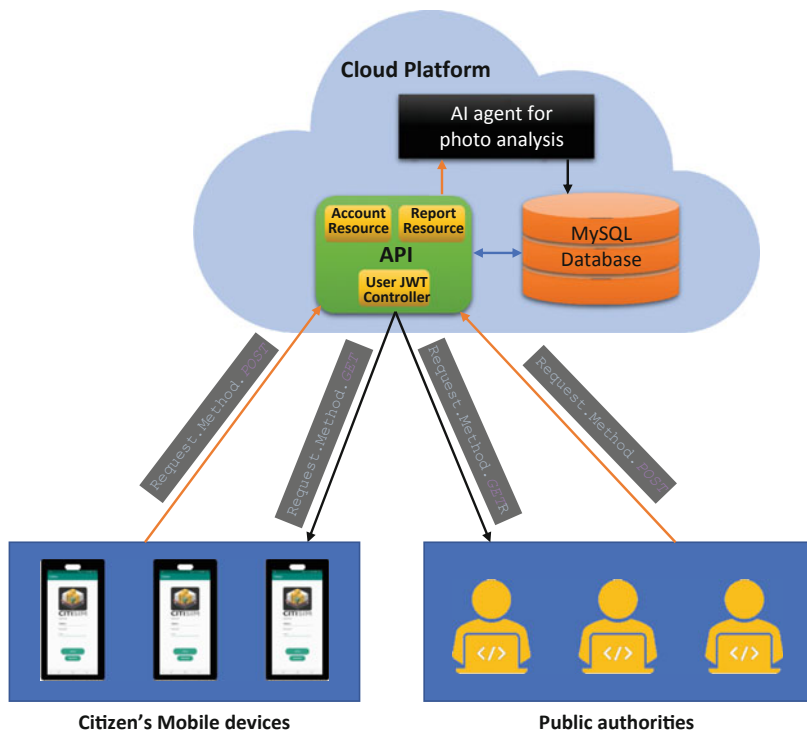 Cloud Platform
AI agent for
photo analysis
Account
Resource
Report
Resource
API
User JWT
Controller
MySQL
Database
Request.Method.POST
Request.Method.GET
Request.Method.GETR
Request.Method.POST
</>
</>
</>
Citizen's Mobile devices
Public authorities